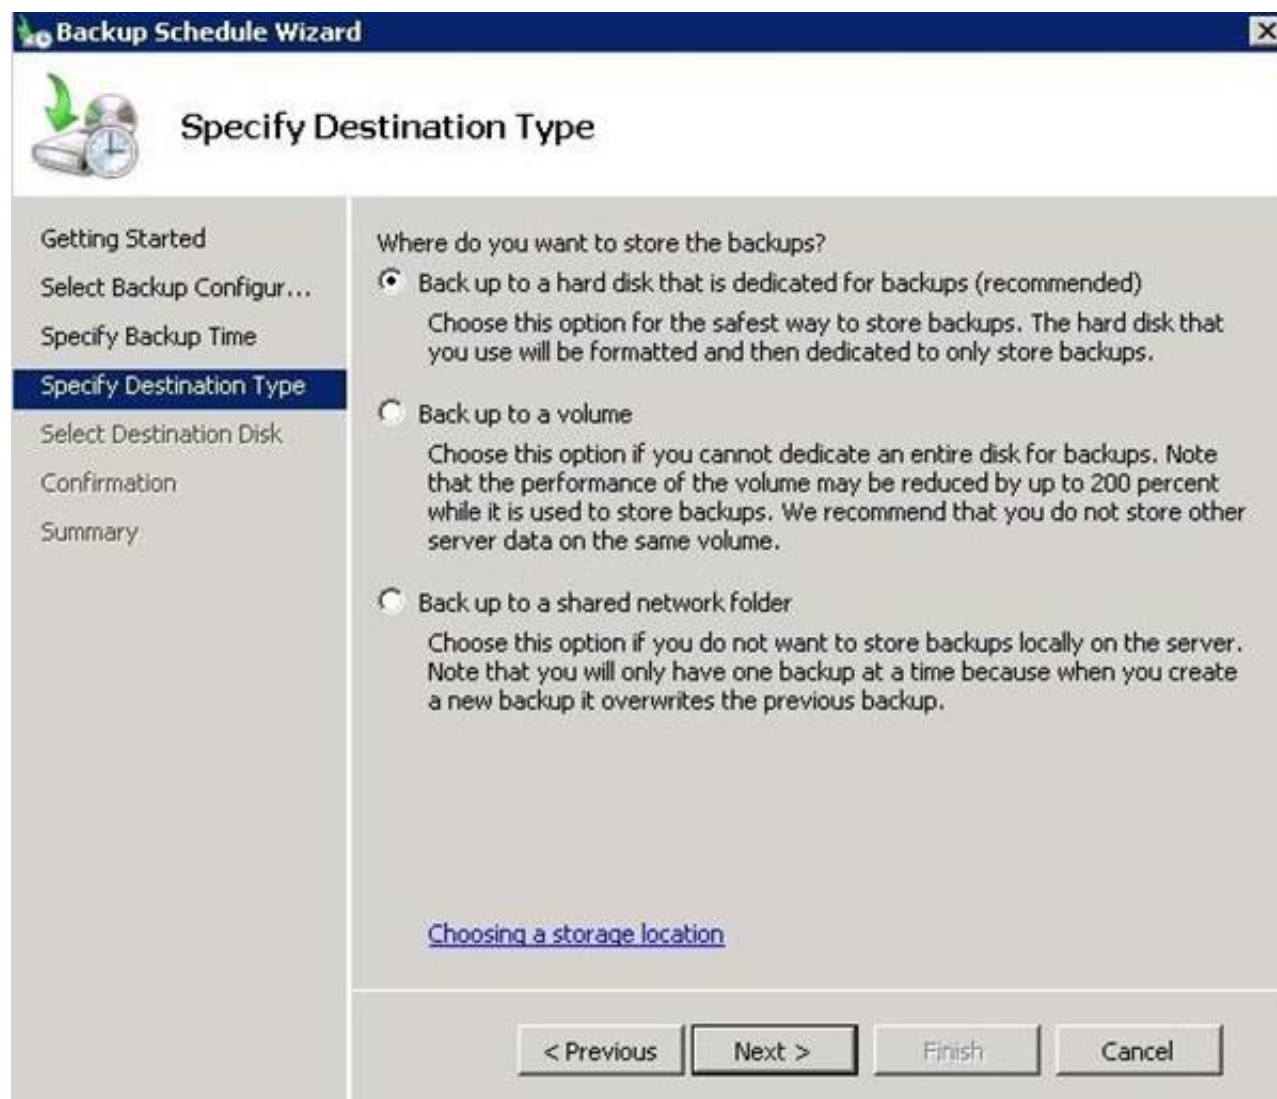 Backup Schedule Wizard
Specify Destination Type
Getting Started
Select Backup Configur...
Specify Backup Time
Specify Destination Type
Select Destination Disk
Confirmation
Summary
Where do you want to store the backups?
Back up to a hard disk that is dedicated for backups (recommended)
Choose this option for the safest way to store backups. The hard disk that
you use will be formatted and then dedicated to only store backups.
Back up to a volume
Choose this option if you cannot dedicate an entire disk for backups. Note
that the performance of the volume may be reduced by up to 200 percent
while it is used to store backups. We recommend that you do not store other
server data on the same volume.
Back up to a shared network folder
Choose this option if you do not want to store backups locally on the server.
Note that you will only have one backup at a time because when you create
a new backup it overwrites the previous backup.
Choosing a storage location
< Previous
Next >
Finish
Cancel